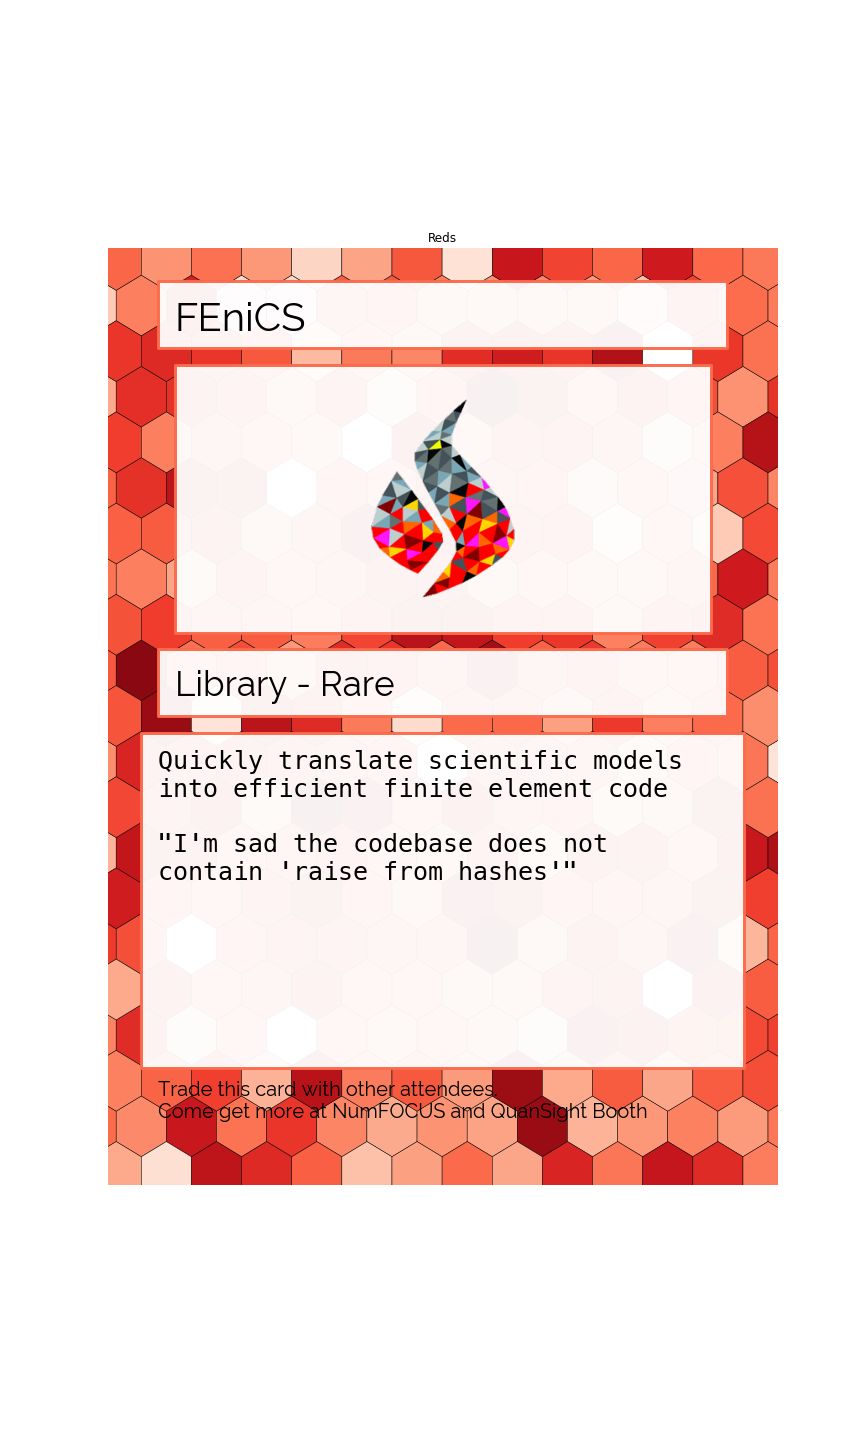 Reds
FEniCS
Library - Rare
Quickly translate scientific models
into efficient finite element code
"I'm sad the codebase does not
contain 'raise from hashes'"
Trade this card with other attendees.
Come get more at NumFOCUS and QuanSight Booth